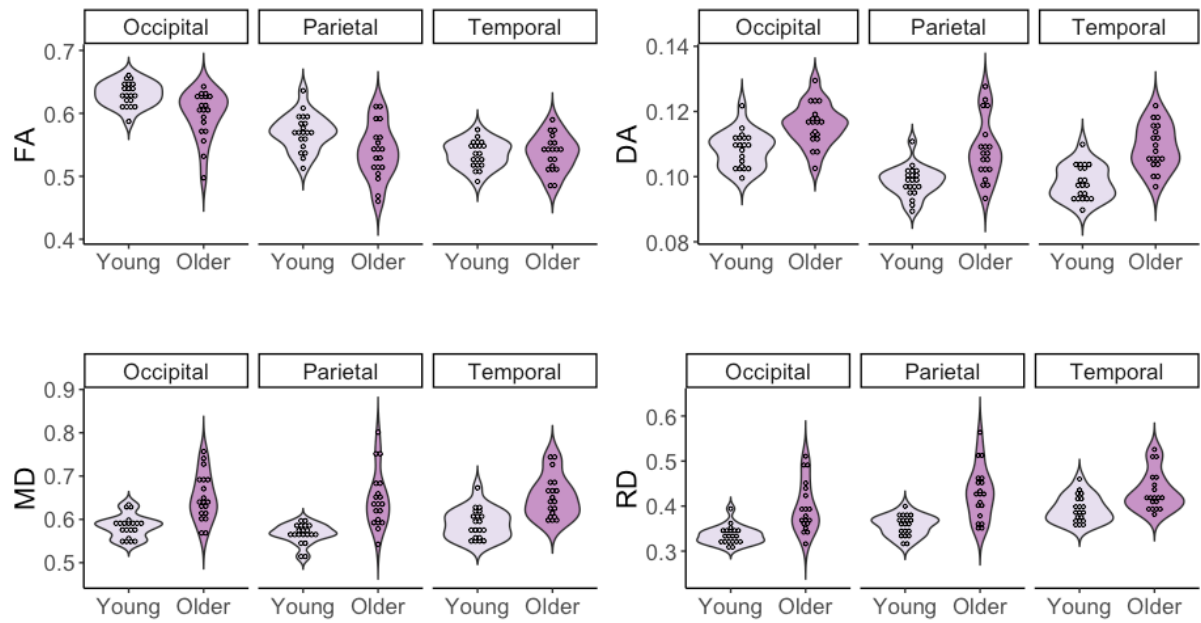 Occipital Parietal Temporal
FA
0.7
0.6
0.5
0.4
Young Older Young Older Young Older
Occipital Parietal Temporal
DA
0.14
0.12
0.10
0.08
Young Older Young Older Young Older
Occipital Parietal Temporal
MD
0.9
0.8
0.7
0.6
0.5
Young Older Young Older Young Older
Occipital Parietal Temporal
RD
0.6
0.5
0.4
0.3
Young Older Young Older Young Older